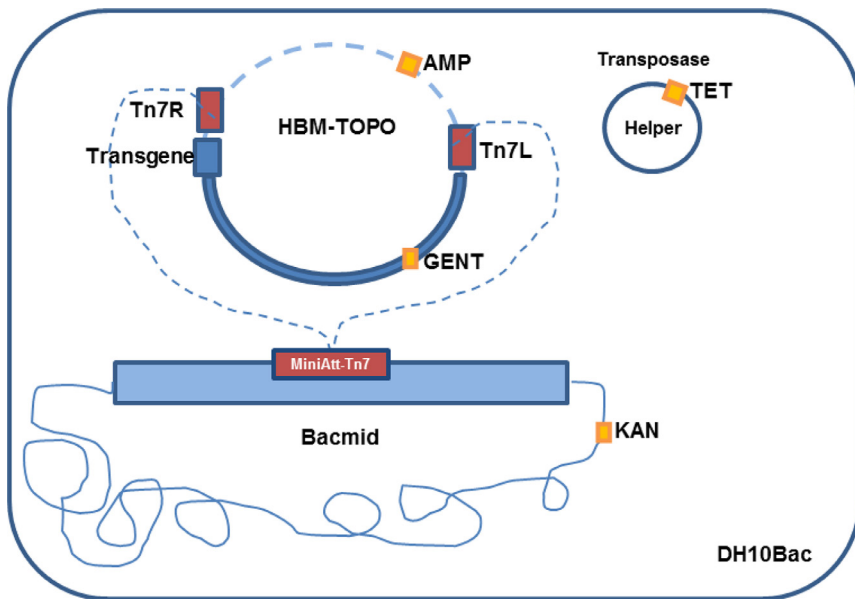 AMP
Transposase
Tn7R
TET
HBM-TOPO
Helper
Transgene
Tn7L
GENT
MiniAtt-Tn7
Bacmid
KAN
DH10Bac